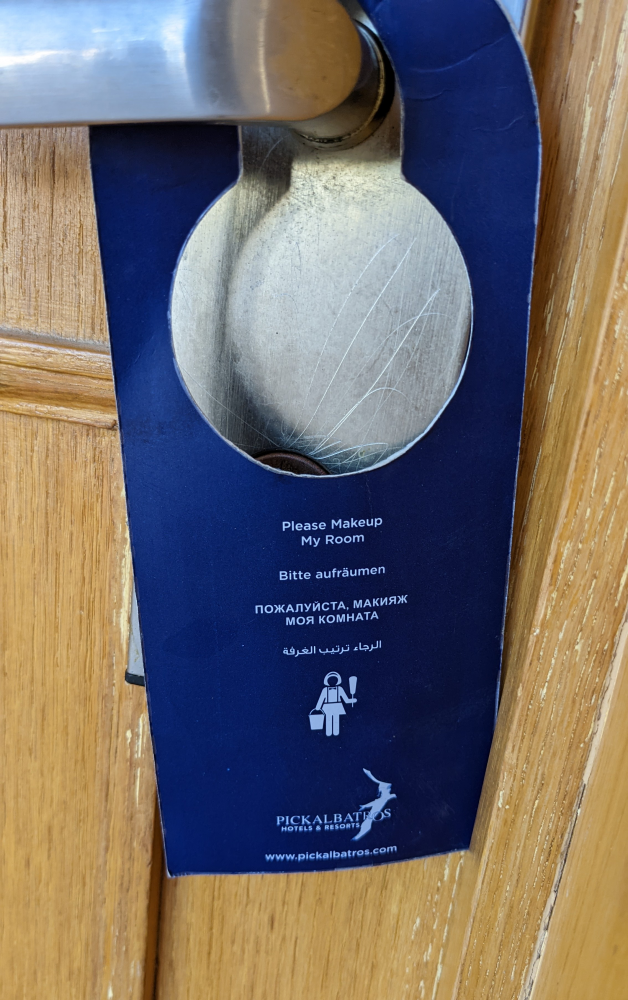 Please Makeup
My Room
Bitte aufräumen
ПОЖАЛУЙСТА, МАКИЯЖ
МОЯ КОМНАТА
الرجاء ترتيب الغرفة
PICKALBATROS
HOTELS & RESORTS
www.pickalbatros.com